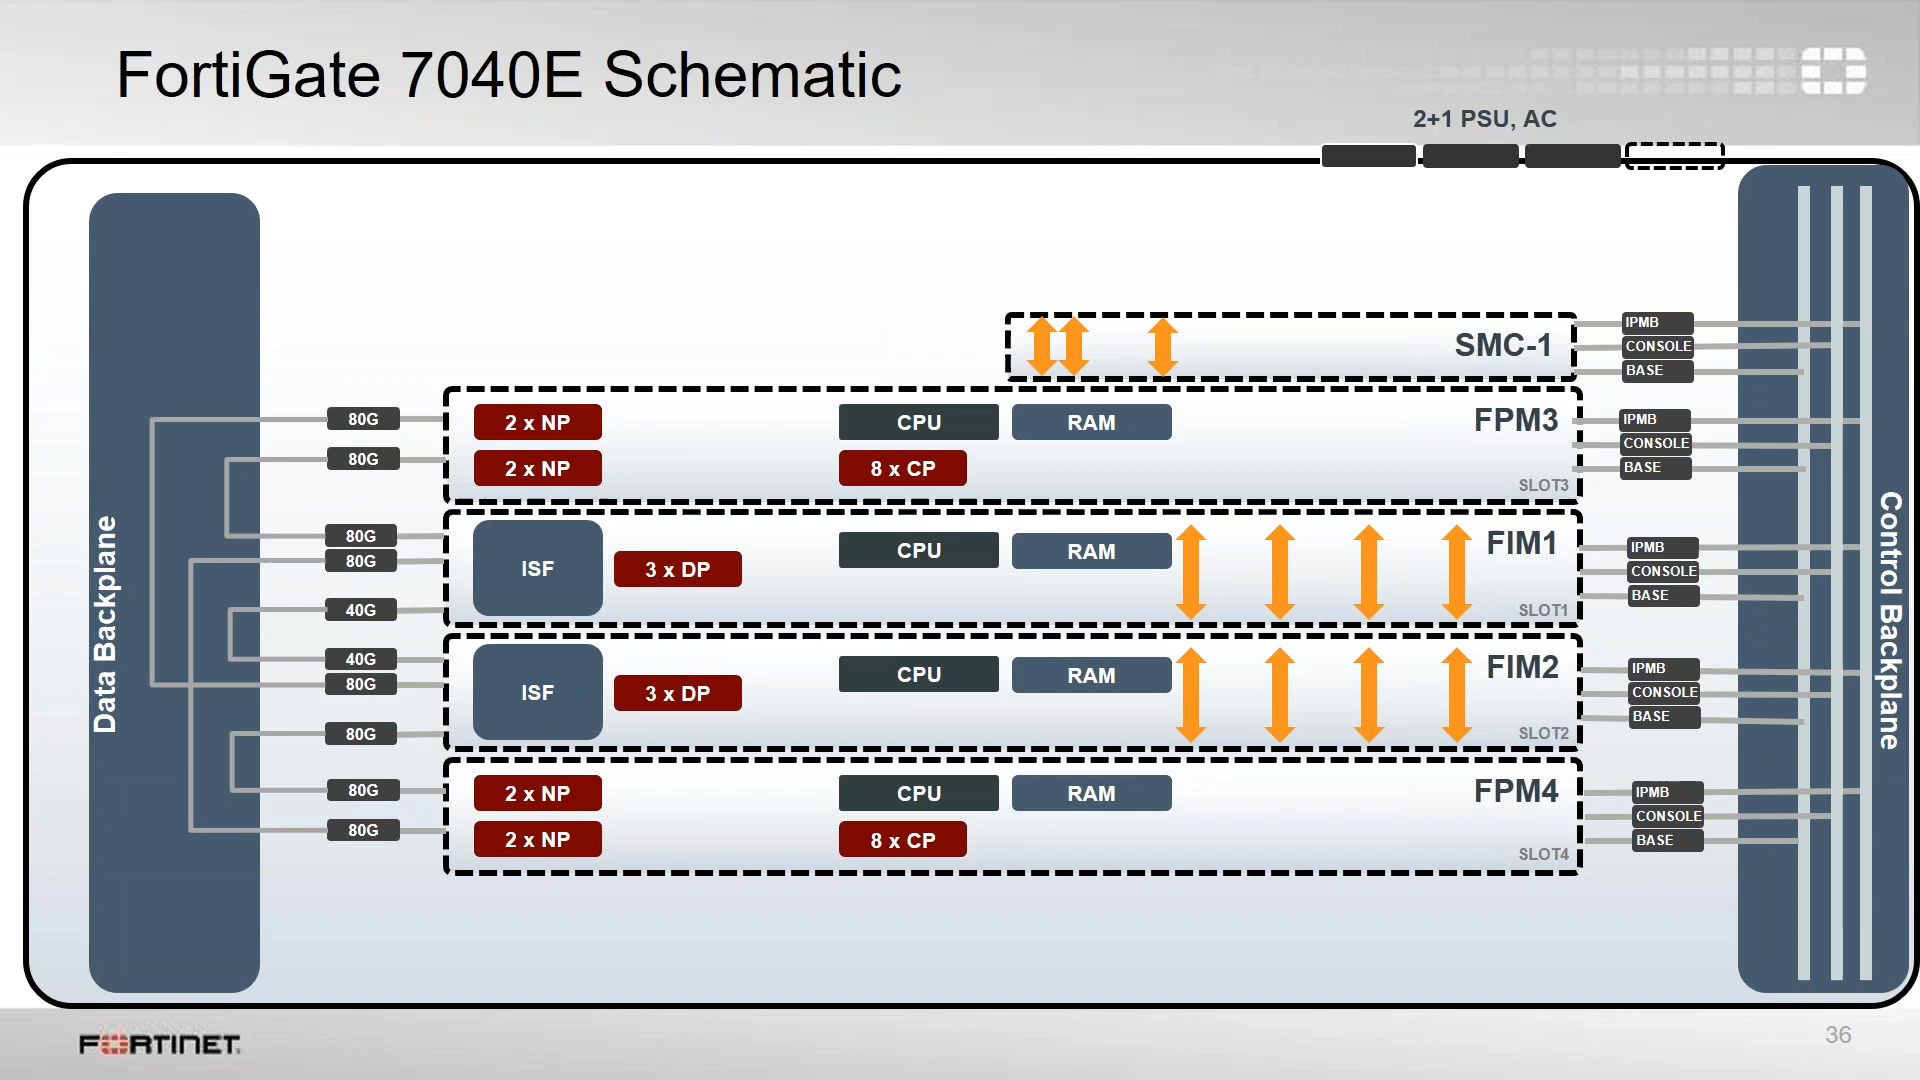 FortiGate 7040E Schematic
2+1 PSU, AC
Data Backplane
Control Backplane
SMC-1
IPMB
CONSOLE
BASE
80G
80G
2 x NP
2 x NP
CPU
RAM
8 x CP
FPM3
SLOT3
IPMB
CONSOLE
BASE
80G
80G
40G
ISF
3 x DP
CPU
RAM
FIM1
SLOT1
IPMB
CONSOLE
BASE
40G
80G
80G
ISF
3 x DP
CPU
RAM
FIM2
SLOT2
IPMB
CONSOLE
BASE
80G
80G
2 x NP
2 x NP
CPU
RAM
8 x CP
FPM4
SLOT4
IPMB
CONSOLE
BASE
FORTINET
36